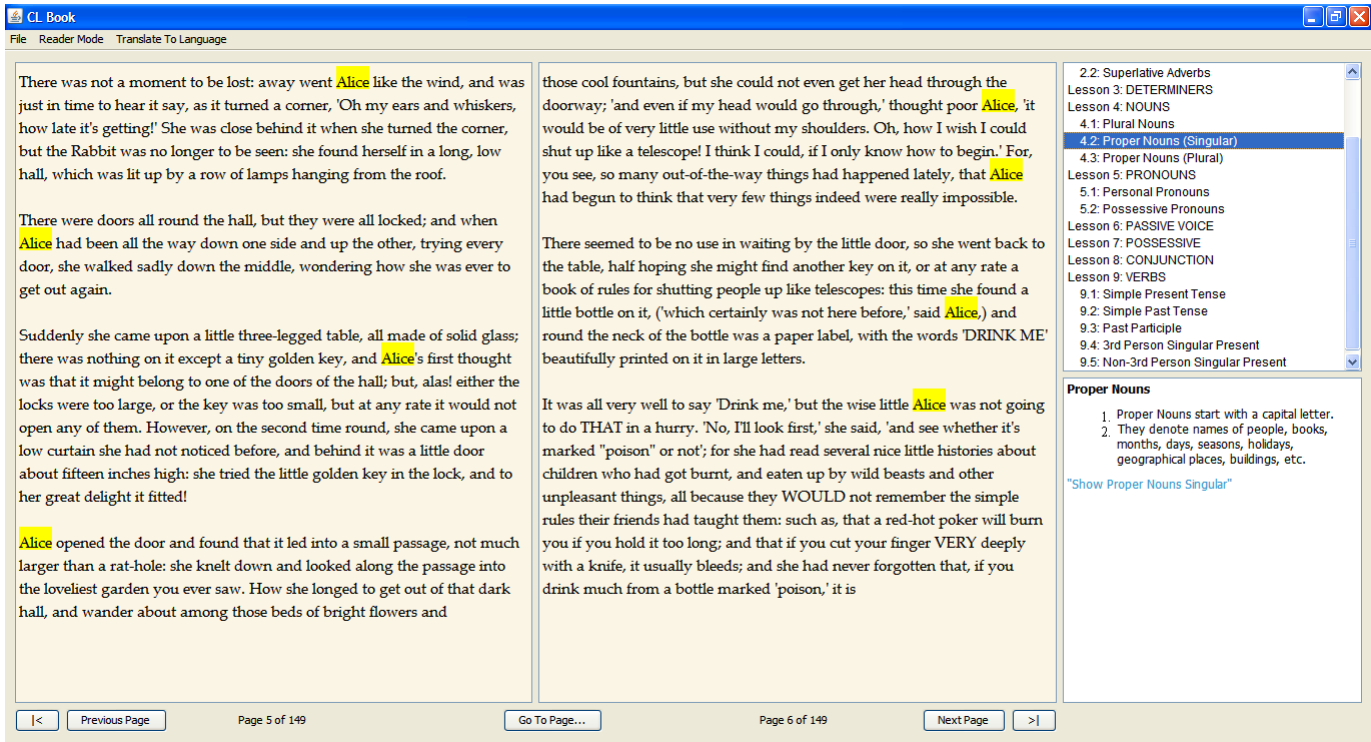 CL Book
File Reader Mode Translate To Language
There was not a moment to be lost: away went Alice like the wind, and was
just in time to hear it say, as it turned a corner, 'Oh my ears and whiskers,
how late it's getting!' She was close behind it when she turned the corner,
but the Rabbit was no longer to be seen: she found herself in a long, low
hall, which was lit up by a row of lamps hanging from the roof.
There were doors all round the hall, but they were all locked; and when
Alice had been all the way down one side and up the other, trying every
door, she walked sadly down the middle, wondering how she was ever to
get out again.
Suddenly she came upon a little three-legged table, all made of solid glass;
there was nothing on it except a tiny golden key, and Alice's first thought
was that it might belong to one of the doors of the hall; but, alas! either the
locks were too large, or the key was too small, but at any rate it would not
open any of them. However, on the second time round, she came upon a
low curtain she had not noticed before, and behind it was a little door
about fifteen inches high: she tried the little golden key in the lock, and to
her great delight it fitted!
Alice opened the door and found that it led into a small passage, not much
larger than a rat-hole: she knelt down and looked along the passage into
the loveliest garden you ever saw. How she longed to get out of that dark
hall, and wander about among those beds of bright flowers and
those cool fountains, but she could not even get her head through the
doorway; 'and even if my head would go through,' thought poor Alice, 'it
would be of very little use without my shoulders. Oh, how I wish I could
shut up like a telescope! I think I could, if I only know how to begin.' For,
you see, so many out-of-the-way things had happened lately, that Alice
had begun to think that very few things indeed were really impossible.
There seemed to be no use in waiting by the little door, so she went back to
the table, half hoping she might find another key on it, or at any rate a
book of rules for shutting people up like telescopes: this time she found a
little bottle on it, ('which certainly was not here before,' said Alice,) and
round the neck of the bottle was a paper label, with the words 'DRINK ME'
beautifully printed on it in large letters.
It was all very well to say 'Drink me,' but the wise little Alice was not going
to do THAT in a hurry. 'No, I'll look first,' she said, 'and see whether it's
marked "poison" or not'; for she had read several nice little histories about
children who had got burnt, and eaten up by wild beasts and other
unpleasant things, all because they WOULD not remember the simple
rules their friends had taught them: such as, that a red-hot poker will burn
you if you hold it too long; and that if you cut your finger VERY deeply
with a knife, it usually bleeds; and she had never forgotten that, if you
drink much from a bottle marked 'poison,' it is
2.2: Superlative Adverbs
Lesson 3: DETERMINERS
Lesson 4: NOUNS
4.1: Plural Nouns
4.2: Proper Nouns (Singular)
4.3: Proper Nouns (Plural)
Lesson 5: PRONOUNS
5.1: Personal Pronouns
5.2: Possessive Pronouns
Lesson 6: PASSIVE VOICE
Lesson 7: POSSESSIVE
Lesson 8: CONJUNCTION
Lesson 9: VERBS
9.1: Simple Present Tense
9.2: Simple Past Tense
9.3: Past Participle
9.4: 3rd Person Singular Present
9.5: Non-3rd Person Singular Present
Proper Nouns
1. Proper Nouns start with a capital letter.
2. They denote names of people, books,
months, days, seasons, holidays,
geographical places, buildings, etc.
"Show Proper Nouns Singular"
|< Previous Page Page 5 of 149 Go To Page... Page 6 of 149 Next Page >|